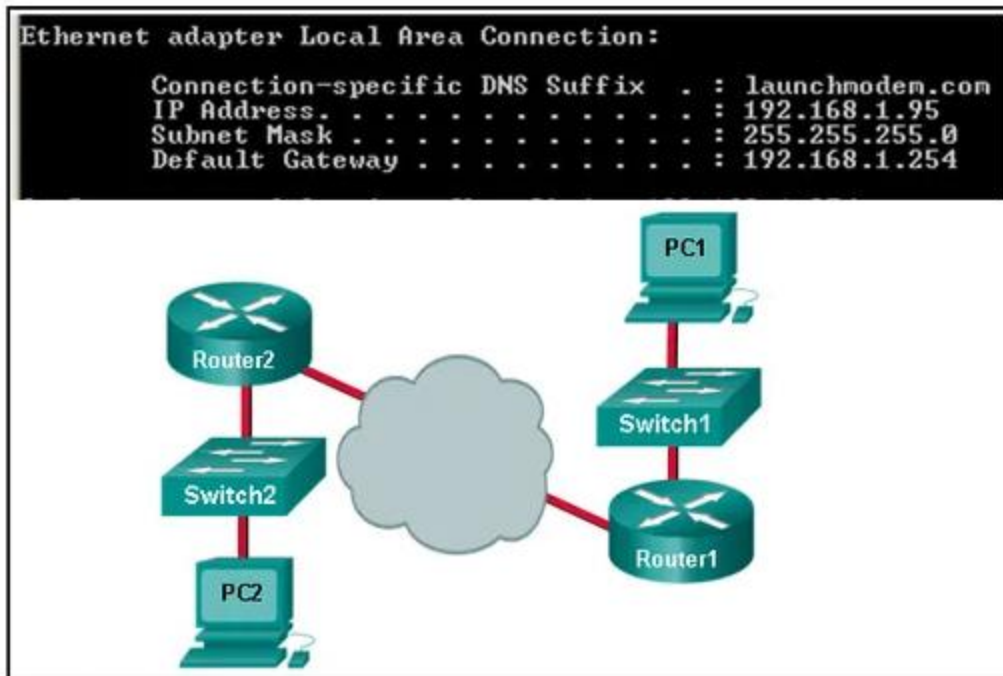 Ethernet adapter Local Area Connection:
Connection-specific DNS Suffix . : launchmodem.com
IP Address. . . . . . . . . . . . : 192.168.1.95
Subnet Mask . . . . . . . . . . . : 255.255.255.0
Default Gateway . . . . . . . . . : 192.168.1.254
PC1
Router2
Switch1
Switch2
Router1
PC2